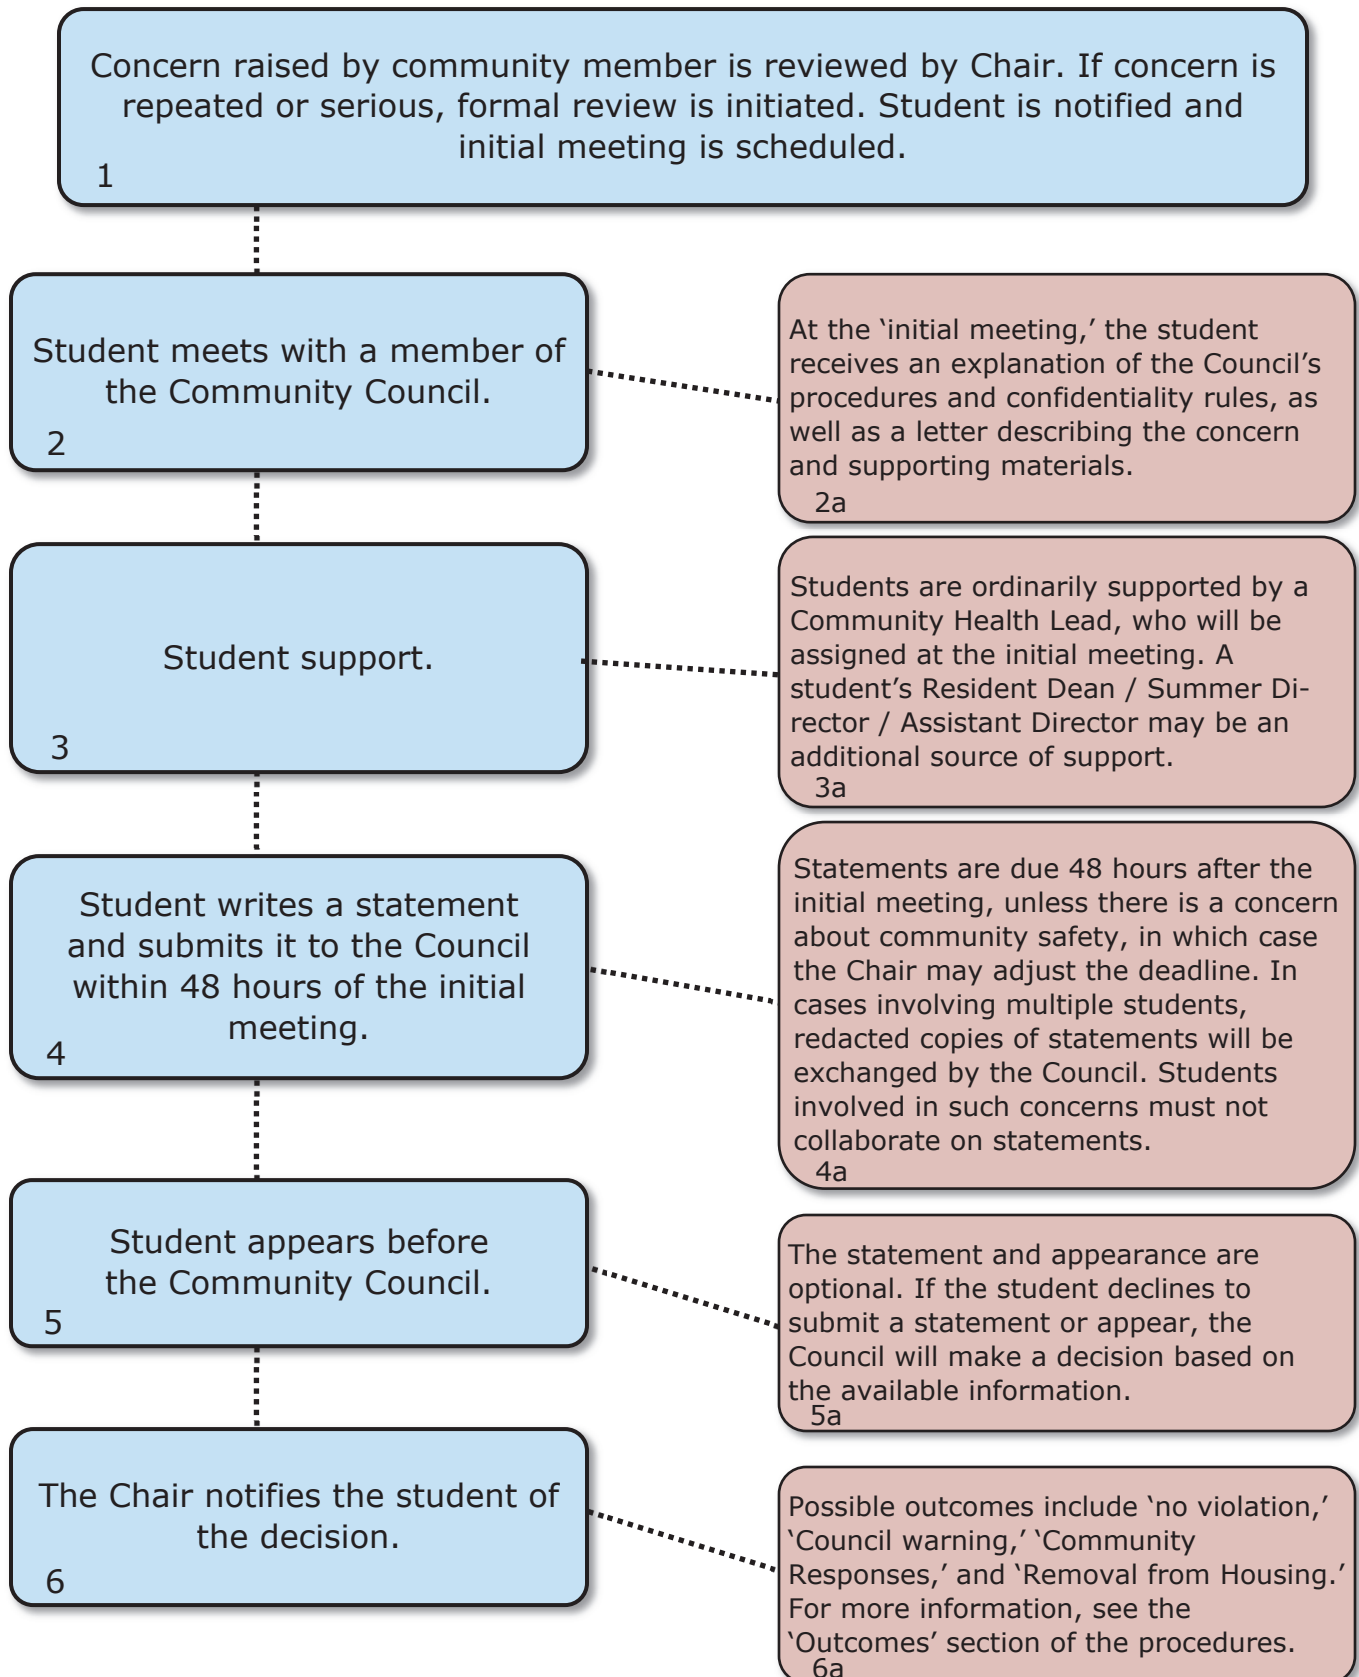 Concern raised by community member is reviewed by Chair. If concern is
repeated or serious, formal review is initiated. Student is notified and
initial meeting is scheduled.
1
Student meets with a member of
the Community Council.
2
At the ‘initial meeting,’ the student
receives an explanation of the Council’s
procedures and confidentiality rules, as
well as a letter describing the concern
and supporting materials.
2a
Student support.
3
Students are ordinarily supported by a
Community Health Lead, who will be
assigned at the initial meeting. A
student’s Resident Dean / Summer Di-
rector / Assistant Director may be an
additional source of support.
3a
Student writes a statement
and submits it to the Council
within 48 hours of the initial
meeting.
4
Statements are due 48 hours after the
initial meeting, unless there is a concern
about community safety, in which case
the Chair may adjust the deadline. In
cases involving multiple students,
redacted copies of statements will be
exchanged by the Council. Students
involved in such concerns must not
collaborate on statements.
4a
Student appears before
the Community Council.
5
The statement and appearance are
optional. If the student declines to
submit a statement or appear, the
Council will make a decision based on
the available information.
5a
The Chair notifies the student of
the decision.
6
Possible outcomes include ‘no violation,’
‘Council warning,’ ‘Community
Responses,’ and ‘Removal from Housing.’
For more information, see the
‘Outcomes’ section of the procedures.
6a